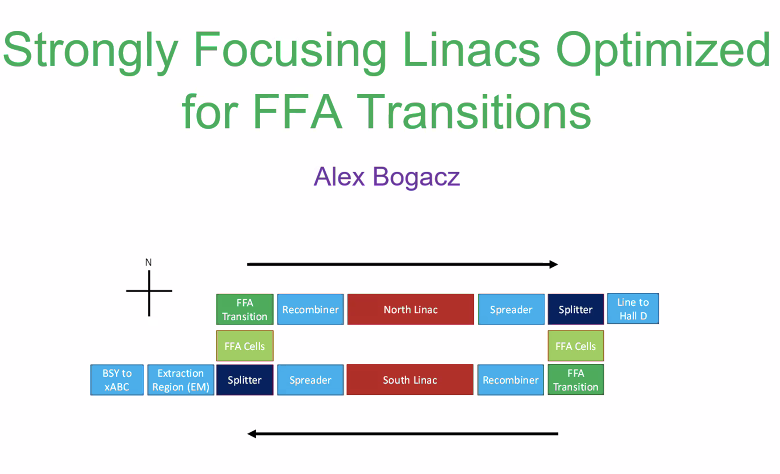 Strongly Focusing Linacs Optimized
for FFA Transitions
Alex Bogacz
N
FFA
Transition
Recombiner
North Linac
Spreader
Splitter
Line to
Hall D
FFA Cells
FFA Cells
BSY to
xABC
Extraction
Region (EM)
Splitter
Spreader
South Linac
Recombiner
FFA
Transition